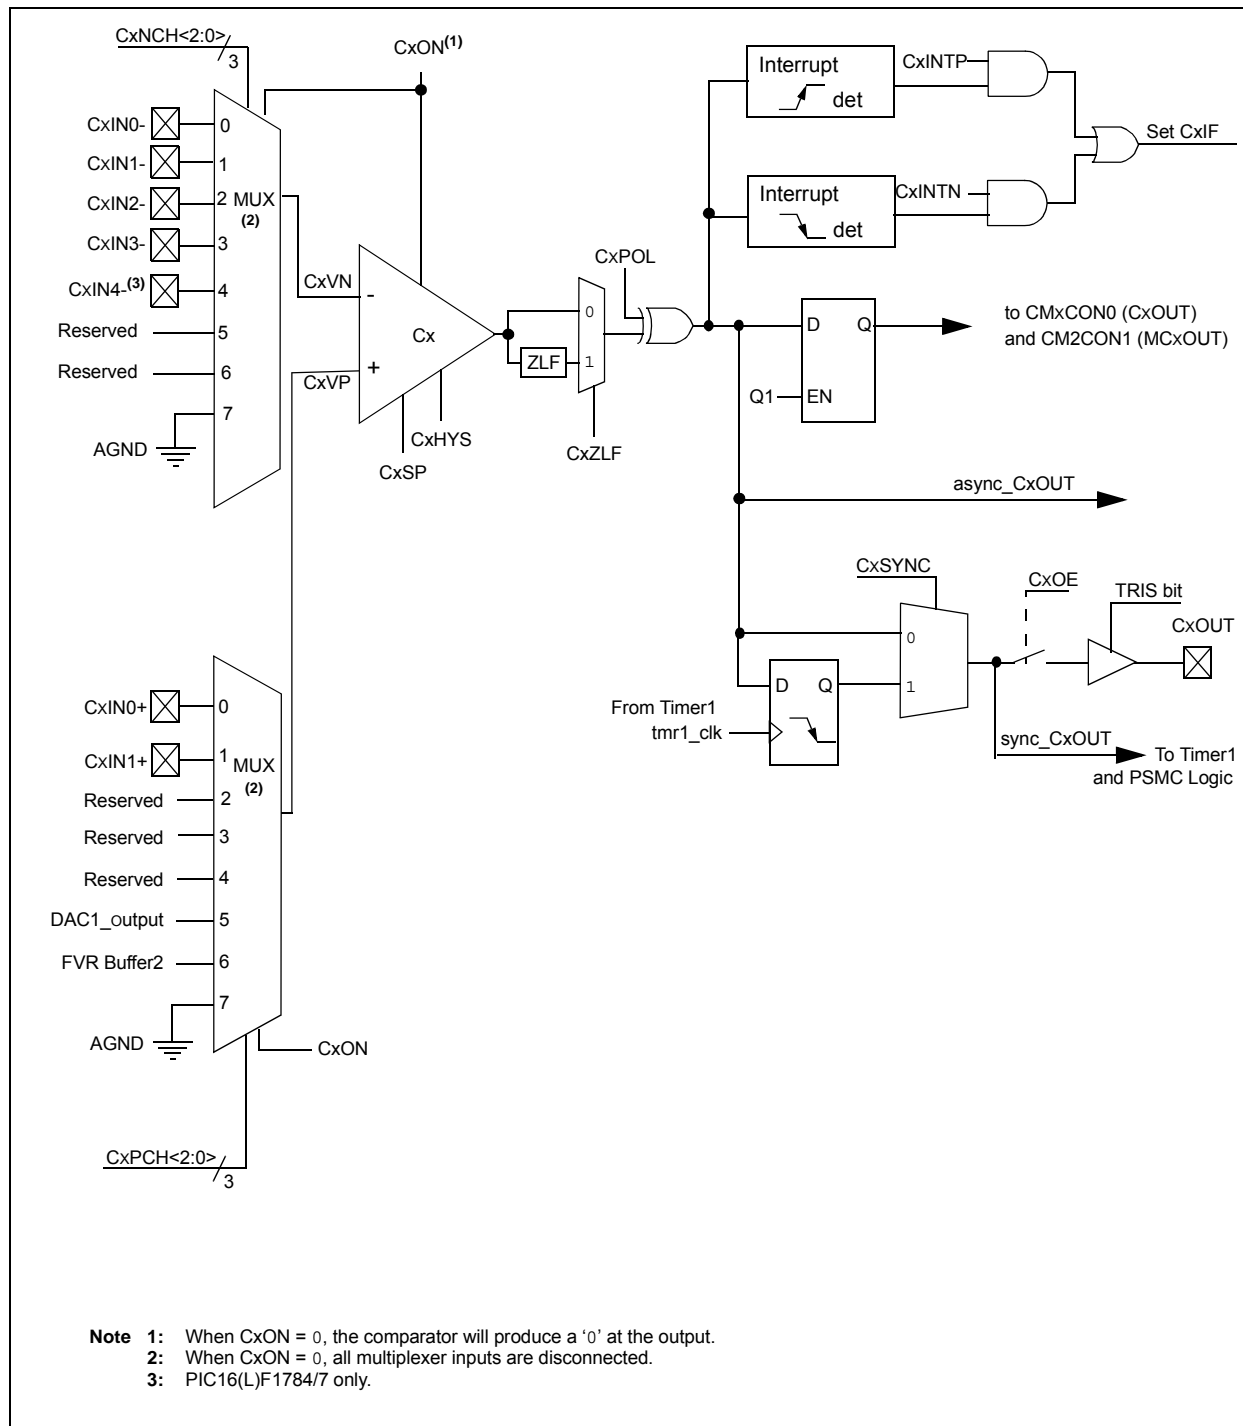 CxNCH<2:0>
3
CxON(1)
CxIN0-
0
CxIN1-
1
CxIN2-
2
MUX
(2)
CxIN3-
3
CxIN4-(3)
4
Reserved
5
Reserved
6
7
AGND
CxVN
-
Cx
CxVP
+
CxHYS
CxSP
ZLF
0
1
CxZLF
CxPOL
Interrupt
det
CxINTP
Interrupt
det
CxINTN
Set CxIF
D
Q
Q1
EN
to CMxCON0 (CxOUT)
and CM2CON1 (MCxOUT)
async_CxOUT
CxSYNC
0
1
CxOE
TRIS bit
CxOUT
D
Q
From Timer1
tmr1_clk
sync_CxOUT
To Timer1
and PSMC Logic
CxIN0+
0
CxIN1+
1
MUX
(2)
Reserved
2
Reserved
3
Reserved
4
DAC1_output
5
FVR Buffer2
6
7
AGND
CxON
CxPCH<2:0>
3
Note 1: When CxON = 0, the comparator will produce a ‘0’ at the output.
2: When CxON = 0, all multiplexer inputs are disconnected.
3: PIC16(L)F1784/7 only.